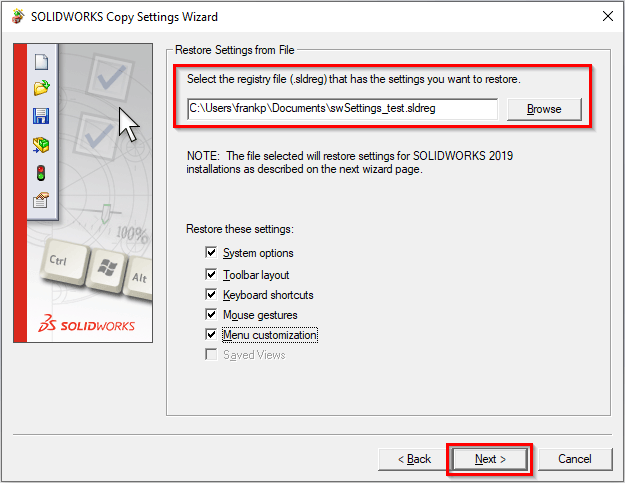 SOLIDWORKS Copy Settings Wizard
Restore Settings from File
Select the registry file (.sldreg) that has the settings you want to restore.
C:\Users\frankp\Documents\swSettings_test.sldreg
Browse
NOTE: The file selected will restore settings for SOLIDWORKS 2019
installations as described on the next wizard page.
Restore these settings:
System options
Toolbar layout
Keyboard shortcuts
Mouse gestures
Menu customization
Saved Views
100%
Ctrl
Alt
SOLIDWORKS
< Back
Next >
Cancel